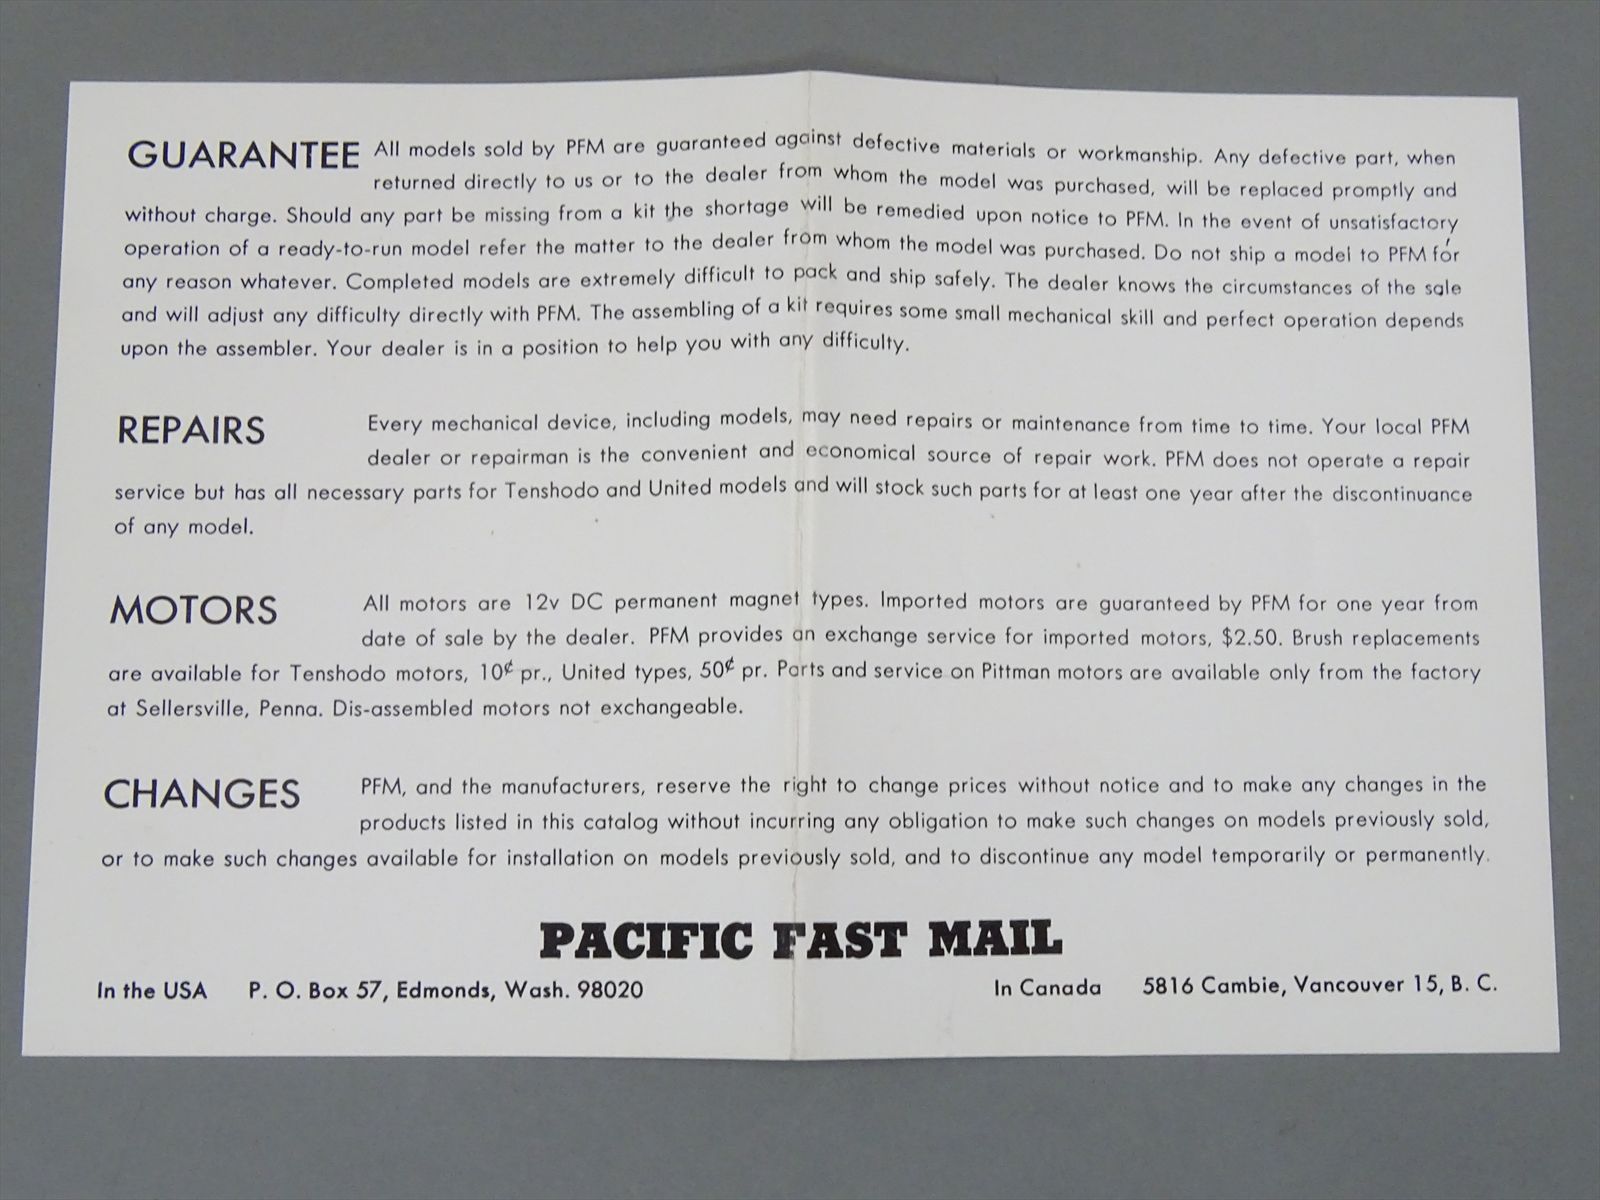 GUARANTEE All models sold by PFM are guaranteed against defective materials or workmanship. Any defective part, when
returned directly to us or to the dealer from whom the model was purchased, will be replaced promptly and
without charge. Should any part be missing from a kit the shortage will be remedied upon notice to PFM. In the event of unsatisfactory
operation of a ready-to-run model refer the matter to the dealer from whom the model was purchased. Do not ship a model to PFM for
any reason whatever. Completed models are extremely difficult to pack and ship safely. The dealer knows the circumstances of the sale
and will adjust any difficulty directly with PFM. The assembling of a kit requires some small mechanical skill and perfect operation depends
upon the assembler. Your dealer is in a position to help you with any difficulty.
REPAIRS Every mechanical device, including models, may need repairs or maintenance from time to time. Your local PFM
dealer or repairman is the convenient and economical source of repair work. PFM does not operate a repair
service but has all necessary parts for Tenshodo and United models and will stock such parts for at least one year after the discontinuance
of any model.
MOTORS All motors are 12v DC permanent magnet types. Imported motors are guaranteed by PFM for one year from
date of sale by the dealer. PFM provides an exchange service for imported motors, $2.50. Brush replacements
are available for Tenshodo motors, 10¢ pr., United types, 50¢ pr. Parts and service on Pittman motors are available only from the factory
at Sellersville, Penna. Dis-assembled motors not exchangeable.
CHANGES PFM, and the manufacturers, reserve the right to change prices without notice and to make any changes in the
products listed in this catalog without incurring any obligation to make such changes on models previously sold,
or to make such changes available for installation on models previously sold, and to discontinue any model temporarily or permanently.
PACIFIC FAST MAIL
In the USA P. O. Box 57, Edmonds, Wash. 98020 In Canada 5816 Cambie, Vancouver 15, B. C.